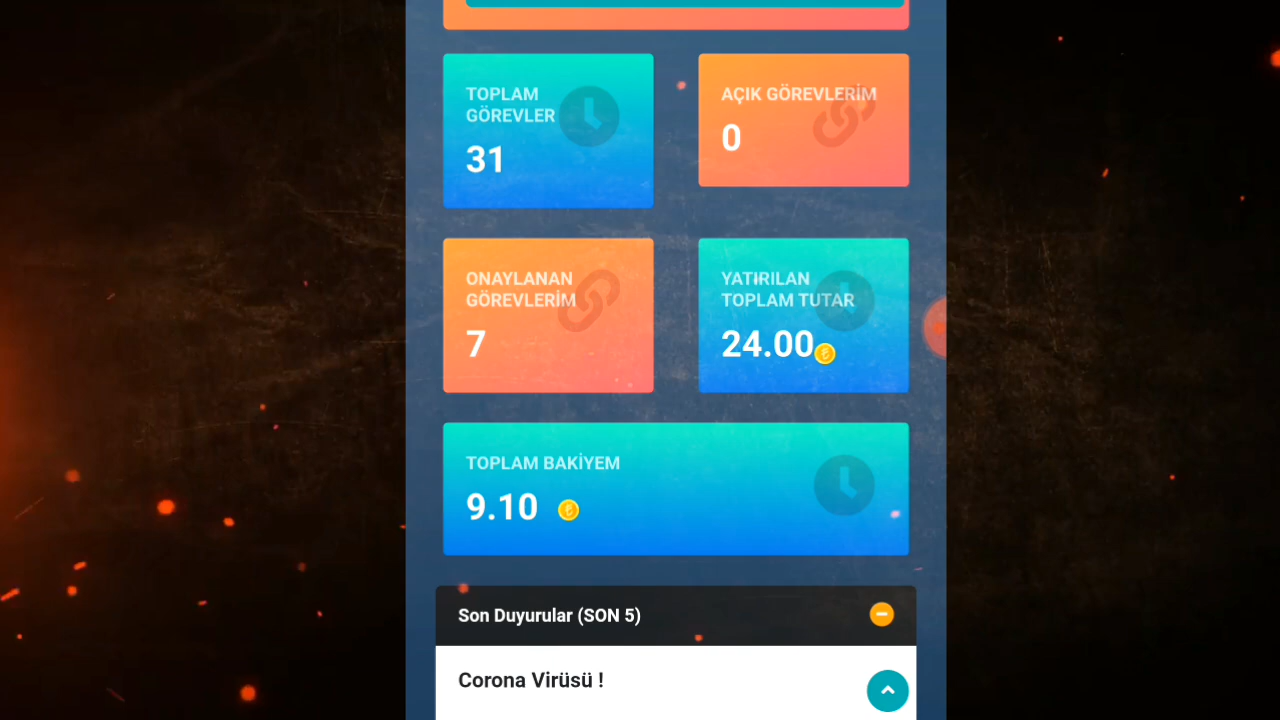 TOPLAM
GÖREVLER
31
AÇIK GÖREVLERİM
0
ONAYLANAN
GÖREVLERİM
7
YATIRILAN
TOPLAM TUTAR
24.00
TOPLAM BAKİYEM
9.10
Son Duyurular (SON 5)
Corona Virüsü !